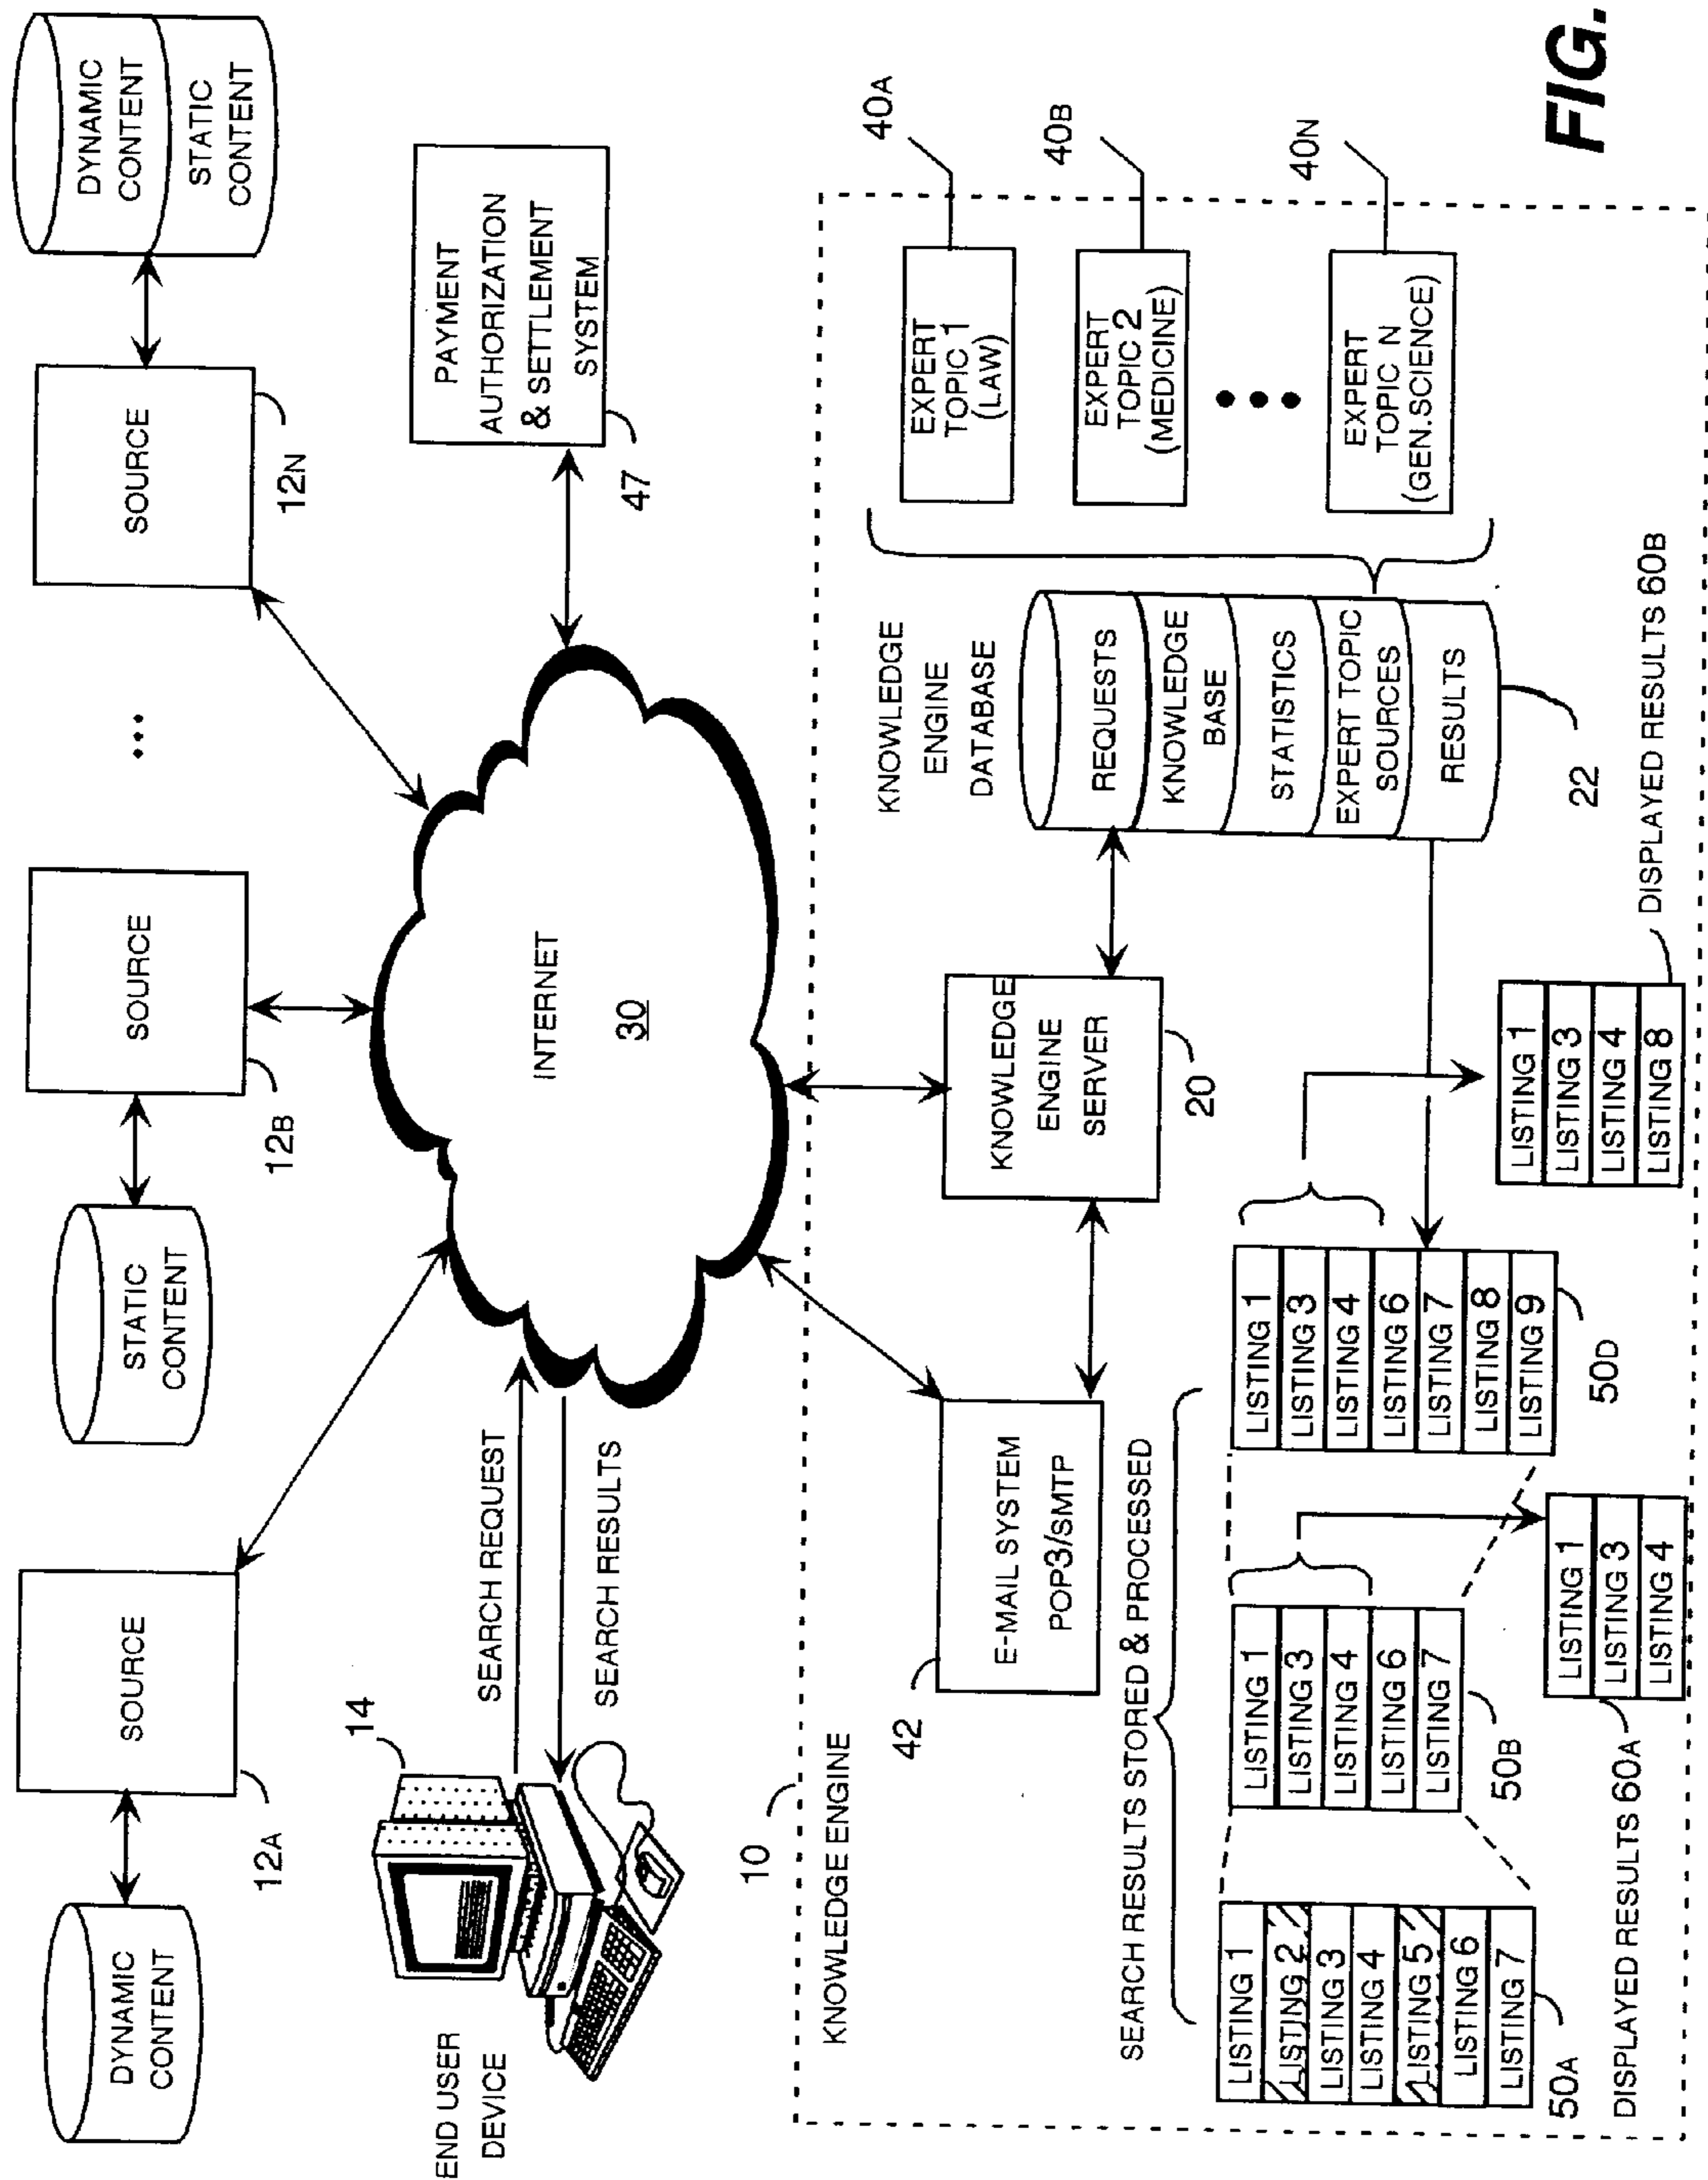 DYNAMIC
CONTENT
SOURCE
12A
STATIC
CONTENT
SOURCE
12B
...
SOURCE
12N
DYNAMIC
CONTENT
STATIC
CONTENT
END USER
DEVICE
14
SEARCH REQUEST
SEARCH RESULTS
INTERNET
30
PAYMENT
AUTHORIZATION
& SETTLEMENT
SYSTEM
47
10
KNOWLEDGE ENGINE
42
E-MAIL SYSTEM
POP3/SMTP
KNOWLEDGE
ENGINE
SERVER
20
KNOWLEDGE
ENGINE
DATABASE
REQUESTS
KNOWLEDGE
BASE
STATISTICS
EXPERT TOPIC
SOURCES
RESULTS
22
EXPERT
TOPIC 1
(LAW)
40A
EXPERT
TOPIC 2
(MEDICINE)
40B
EXPERT
TOPIC N
(GEN.SCIENCE)
40N
SEARCH RESULTS STORED & PROCESSED
LISTING 1
LISTING 2
LISTING 3
LISTING 4
LISTING 5
LISTING 6
LISTING 7
50A
LISTING 1
LISTING 3
LISTING 4
LISTING 6
LISTING 7
50B
LISTING 1
LISTING 3
LISTING 4
LISTING 6
LISTING 7
LISTING 8
LISTING 9
50D
DISPLAYED RESULTS 60A
LISTING 1
LISTING 3
LISTING 4
LISTING 1
LISTING 3
LISTING 4
LISTING 8
DISPLAYED RESULTS 60B
FIG.